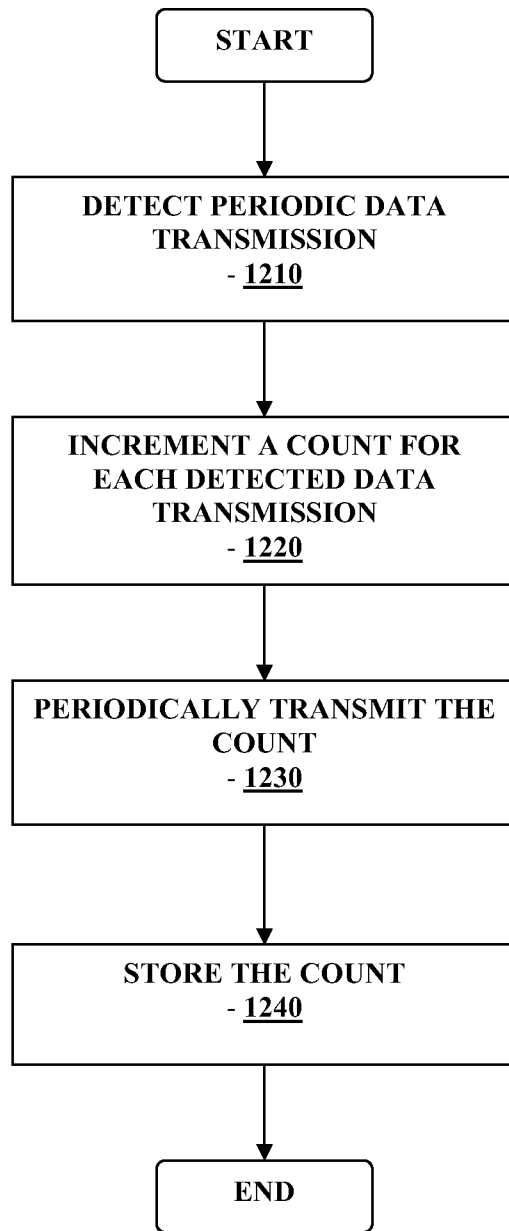 START
DETECT PERIODIC DATA
TRANSMISSION
- 1210
INCREMENT A COUNT FOR
EACH DETECTED DATA
TRANSMISSION
- 1220
PERIODICALLY TRANSMIT THE
COUNT
- 1230
STORE THE COUNT
- 1240
END